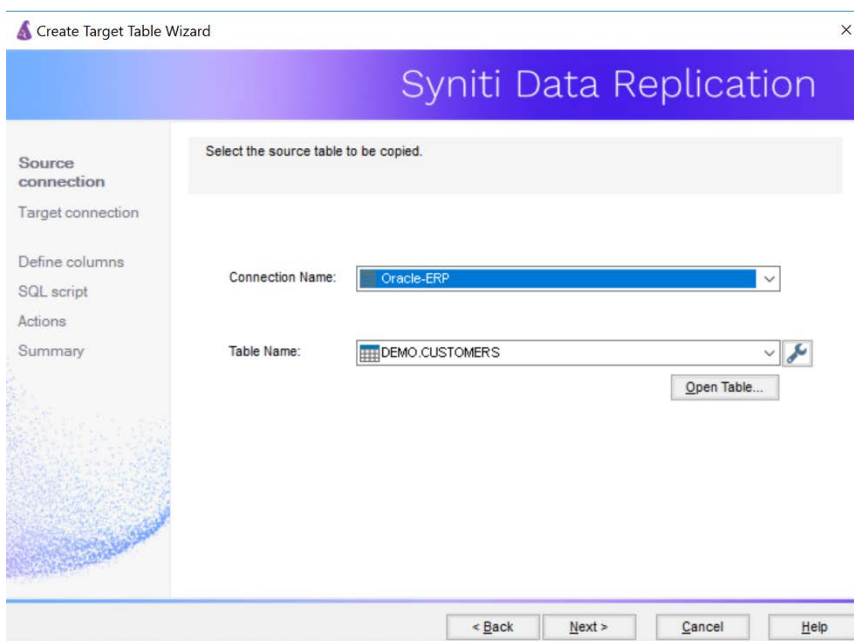 Create Target Table Wizard
Syniti Data Replication
Source
connection
Target connection
Define columns
SQL script
Actions
Summary
Select the source table to be copied.
Connection Name:
Oracle-ERP
Table Name:
DEMO.CUSTOMERS
Open Table...
< Back
Next >
Cancel
Help